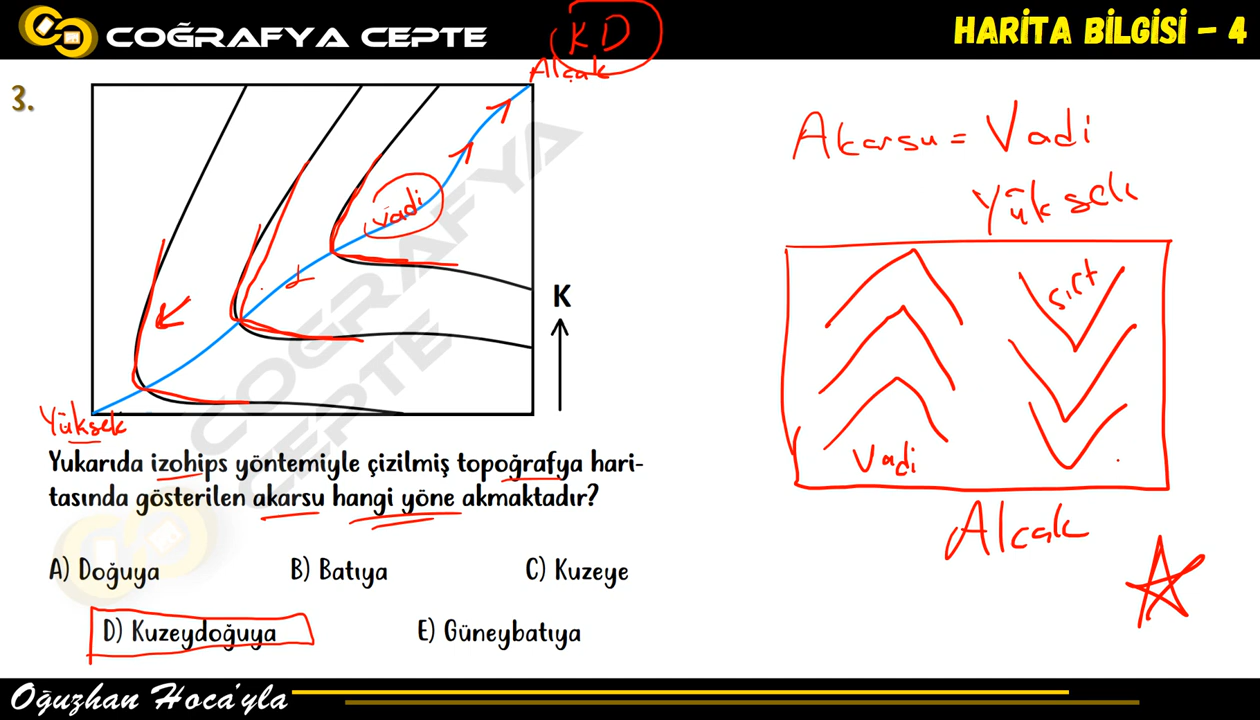 COĞRAFYA CEPTE
KD
HARİTA BİLGİSİ – 4
3.
Alçak
Vadi
K
Yüksek
COĞRAFYA
CEPTE
Yukarıda izohips yöntemiyle çizilmiş topoğrafya hari-
tasında gösterilen akarsu hangi yöne akmaktadır?
A) Doğuya
B) Batıya
C) Kuzeye
D) Kuzeydoğuya
E) Güneybatıya
Akarsu = Vadi
Yüksek
Sırt
Vadi
Alçak
Oğuzhan Hoca'yla